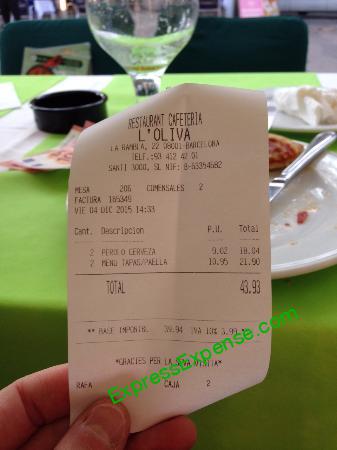 RESTAURANT CAFETERIA
L'OLIVA
LA RAMBLA, 22 08001-BARCELONA
TELF.:93 412 42 01
SANTI 3000, SL NIF: B-63354682
MESA 206 COMENSALES 2
FACTURA 165349
VIE 04 DIC 2015 14:33
Cant. Descripcion P.U. Total
2 PEROLO CERVEZA 9.02 18.04
2 MENU TAPAS/PAELLA 10.95 21.90
TOTAL 43.93
** BASE IMPONIB. 39.94 IVA 10% 3.99
*GRACIES PER LA SEVA VISITA*
RAFA CAJA 2
ExpressExpense.com